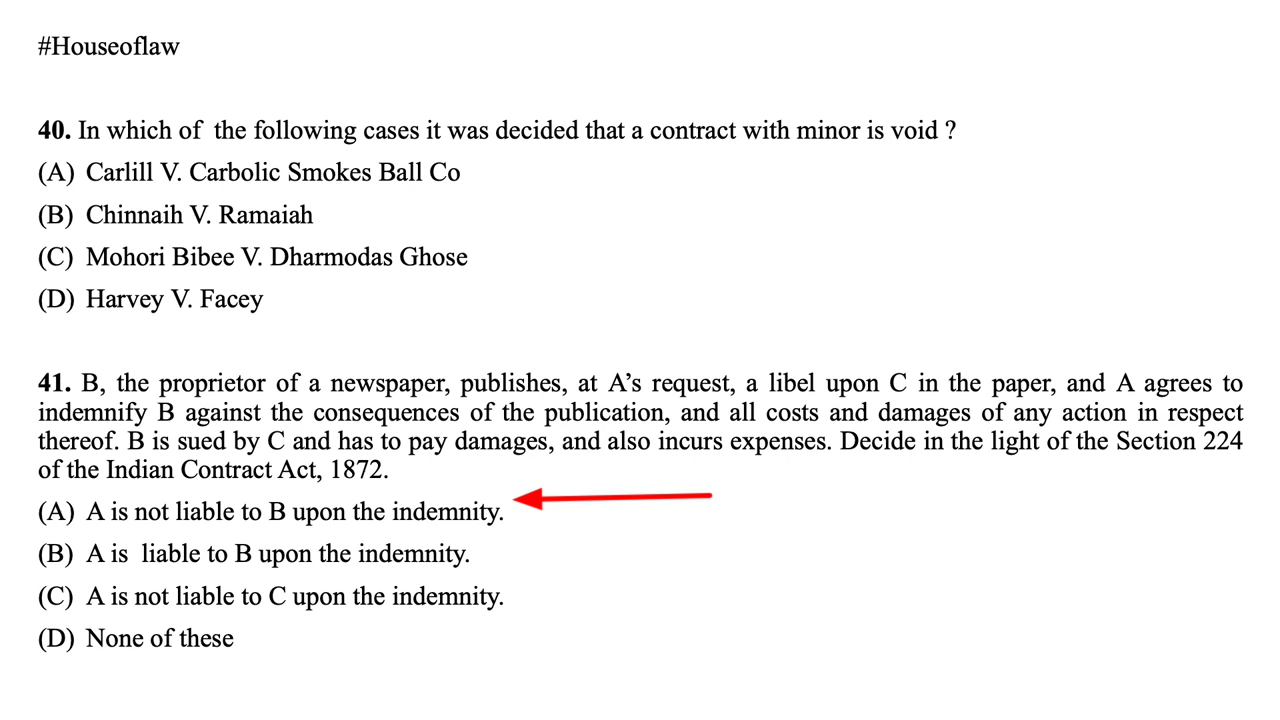 #Houseoflaw
40. In which of the following cases it was decided that a contract with minor is void ?
(A) Carlill V. Carbolic Smokes Ball Co
(B) Chinnaih V. Ramaiah
(C) Mohori Bibee V. Dharmodas Ghose
(D) Harvey V. Facey
41. B, the proprietor of a newspaper, publishes, at A’s request, a libel upon C in the paper, and A agrees to
indemnify B against the consequences of the publication, and all costs and damages of any action in respect
thereof. B is sued by C and has to pay damages, and also incurs expenses. Decide in the light of the Section 224
of the Indian Contract Act, 1872.
(A) A is not liable to B upon the indemnity.
(B) A is liable to B upon the indemnity.
(C) A is not liable to C upon the indemnity.
(D) None of these